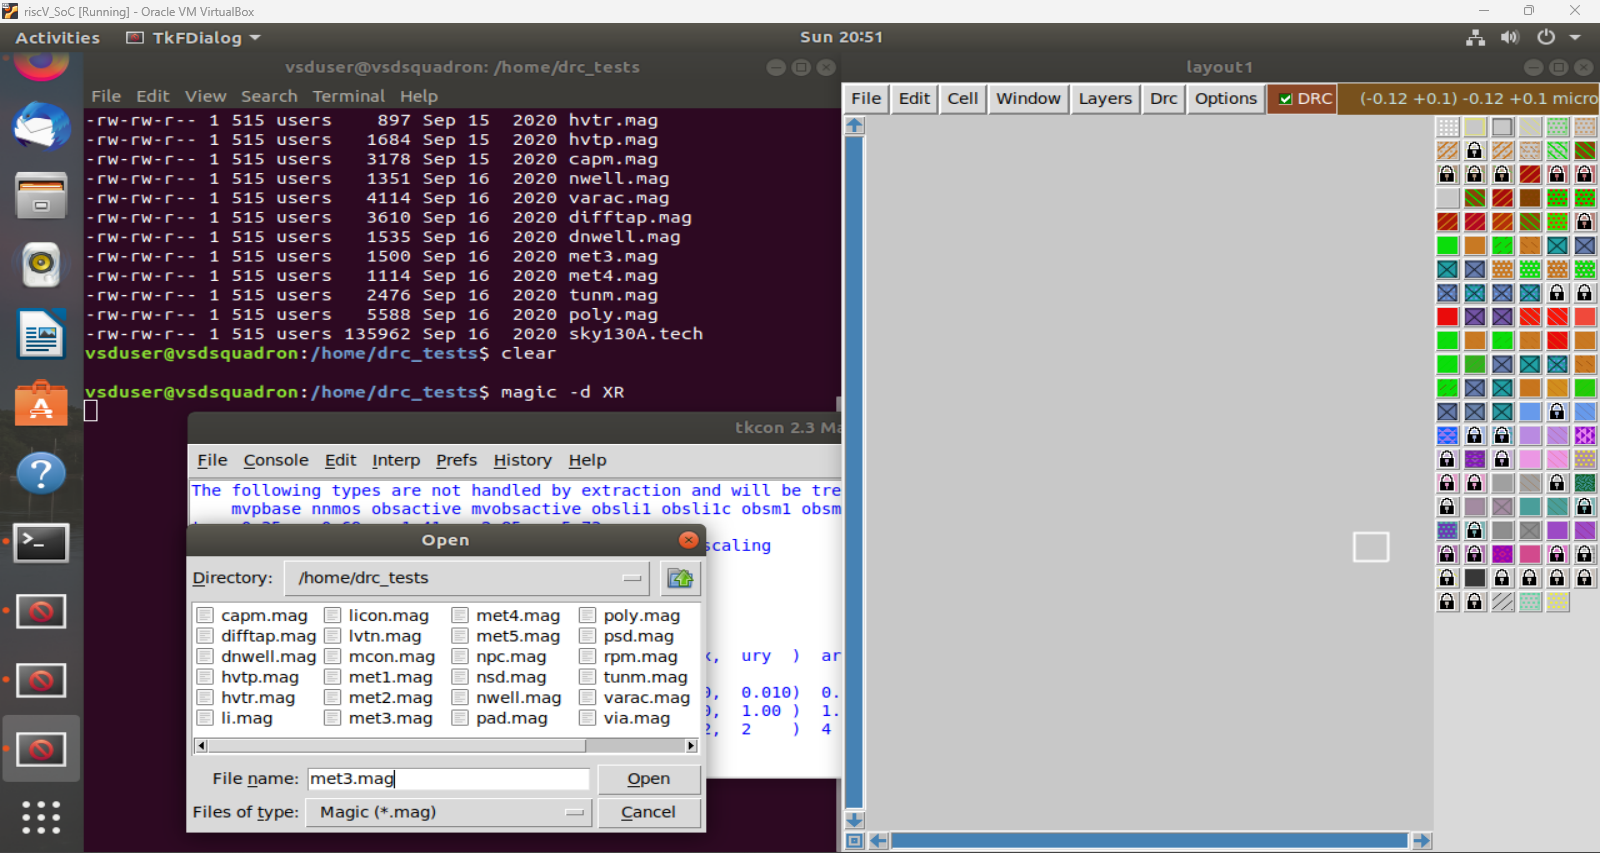 riscV_SoC [Running] - Oracle VM VirtualBox
Activities TkFDialog Sun 20:51
vsduser@vsdsquadron: /home/drc_tests
File Edit View Search Terminal Help
-rw-rw-r-- 1 515 users 897 Sep 15 2020 hvtr.mag
-rw-rw-r-- 1 515 users 1684 Sep 15 2020 hvtp.mag
-rw-rw-r-- 1 515 users 3178 Sep 15 2020 capm.mag
-rw-rw-r-- 1 515 users 1351 Sep 16 2020 nwell.mag
-rw-rw-r-- 1 515 users 4114 Sep 16 2020 varac.mag
-rw-rw-r-- 1 515 users 3610 Sep 16 2020 difftap.mag
-rw-rw-r-- 1 515 users 1535 Sep 16 2020 dnwell.mag
-rw-rw-r-- 1 515 users 1500 Sep 16 2020 met3.mag
-rw-rw-r-- 1 515 users 1114 Sep 16 2020 met4.mag
-rw-rw-r-- 1 515 users 2476 Sep 16 2020 tunm.mag
-rw-rw-r-- 1 515 users 5588 Sep 16 2020 poly.mag
-rw-rw-r-- 1 515 users 135962 Sep 16 2020 sky130A.tech
vsduser@vsdsquadron:/home/drc_tests$ clear
vsduser@vsdsquadron:/home/drc_tests$ magic -d XR
tkcon 2.3 Ma
File Console Edit Interp Prefs History Help
The following types are not handled by extraction and will be tre
mvpbase nnmos obsactive mvobsactive obsli1 obsli1c obsm1 obsm
scaling
x, ury ) ar
0, 0.010) 0.
0, 1.00 ) 1.
2, 2 ) 4
Open
Directory: /home/drc_tests
capm.mag licon.mag met4.mag poly.mag
difftap.mag lvtn.mag met5.mag psd.mag
dnwell.mag mcon.mag npc.mag rpm.mag
hvtp.mag met1.mag nsd.mag tunm.mag
hvtr.mag met2.mag nwell.mag varac.mag
li.mag met3.mag pad.mag via.mag
File name: met3.mag Open
Files of type: Magic (*.mag) Cancel
layout1
File Edit Cell Window Layers Drc Options DRC (-0.12 +0.1) -0.12 +0.1 micro